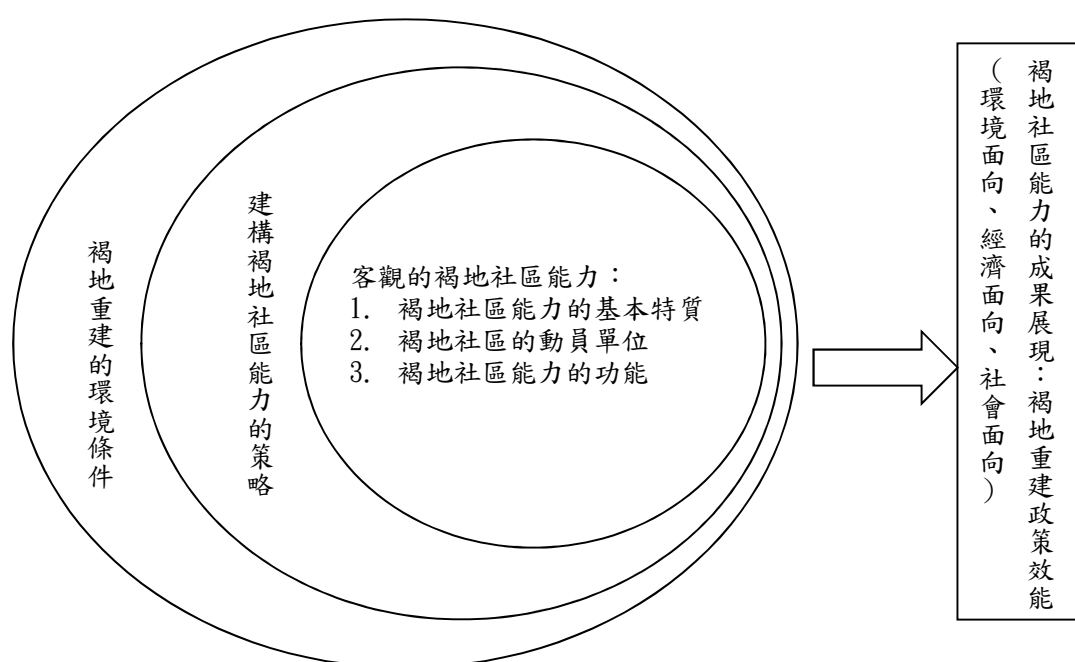 褐地重建的環境條件
建構褐地社區能力的策略
客觀的褐地社區能力：
1. 褐地社區能力的基本特質
2. 褐地社區的動員單位
3. 褐地社區能力的功能
褐地社區能力的成果展現：褐地重建政策效能
（環境面向、經濟面向、社會面向）